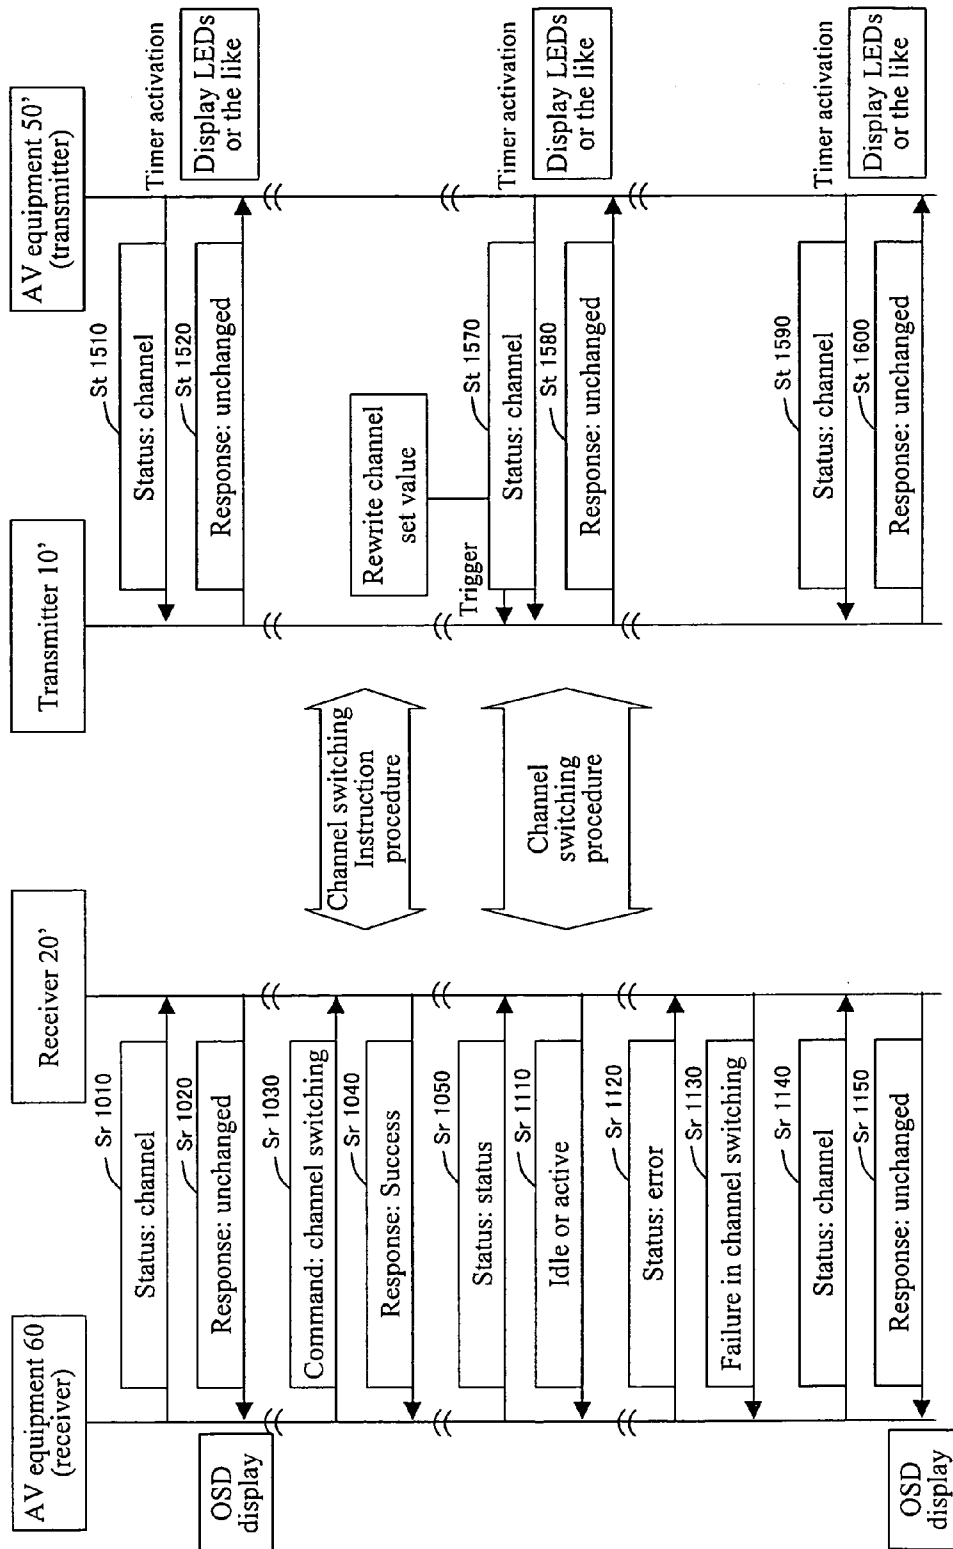 AV equipment 60
(receiver)
Receiver 20'
Transmitter 10'
AV equipment 50'
(transmitter)
Sr 1010
Status: channel
Sr 1020
Response: unchanged
OSD
display
Sr 1030
Command: channel switching
Sr 1040
Response: Success
Sr 1050
Status: status
Sr 1110
Idle or active
Sr 1120
Status: error
Sr 1130
Failure in channel switching
Sr 1140
Status: channel
Sr 1150
Response: unchanged
OSD
display
Channel switching
Instruction
procedure
Channel
switching
procedure
St 1510
Status: channel
Timer activation
St 1520
Response: unchanged
Display LEDs
or the like
Rewrite channel
set value
Trigger
St 1570
Status: channel
Timer activation
St 1580
Response: unchanged
Display LEDs
or the like
St 1590
Status: channel
Timer activation
St 1600
Response: unchanged
Display LEDs
or the like